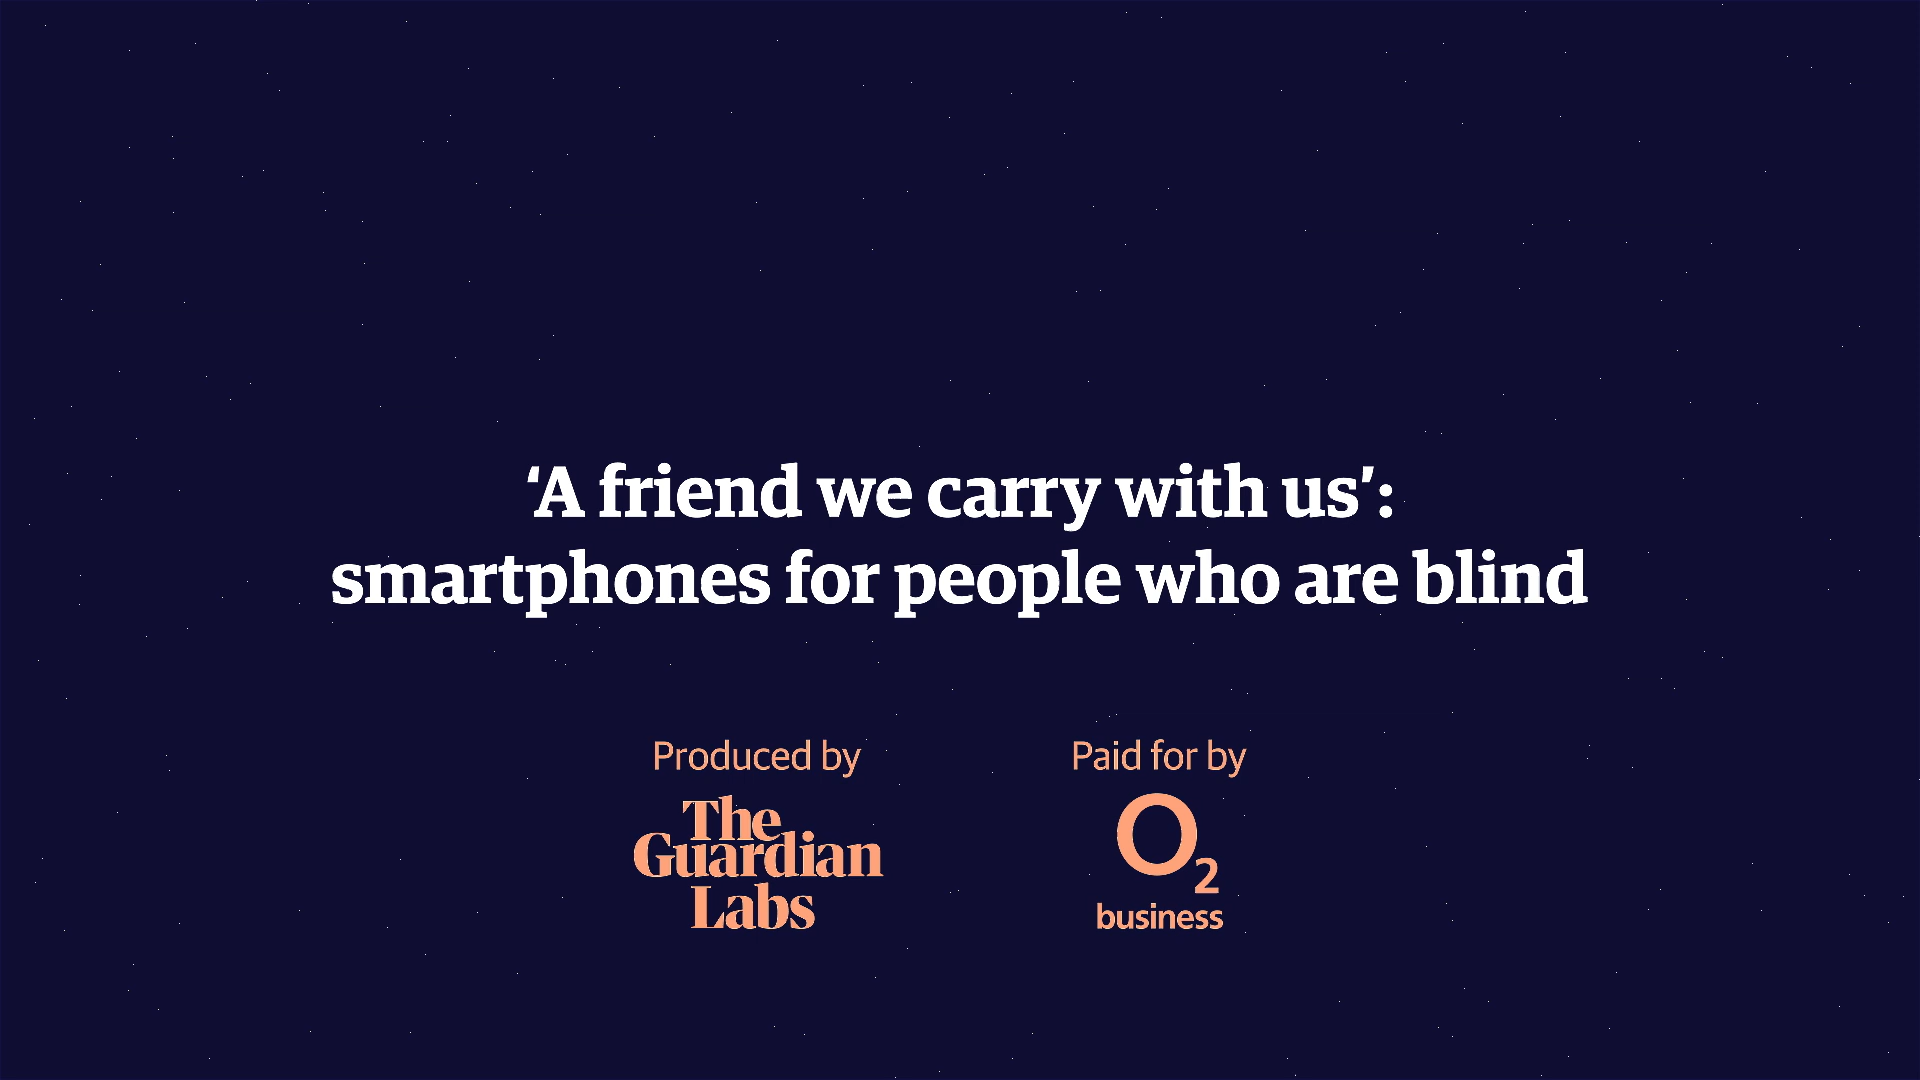 ‘A friend we carry with us’:
smartphones for people who are blind
Produced by
The
Guardian
Labs
Paid for by
O2
business